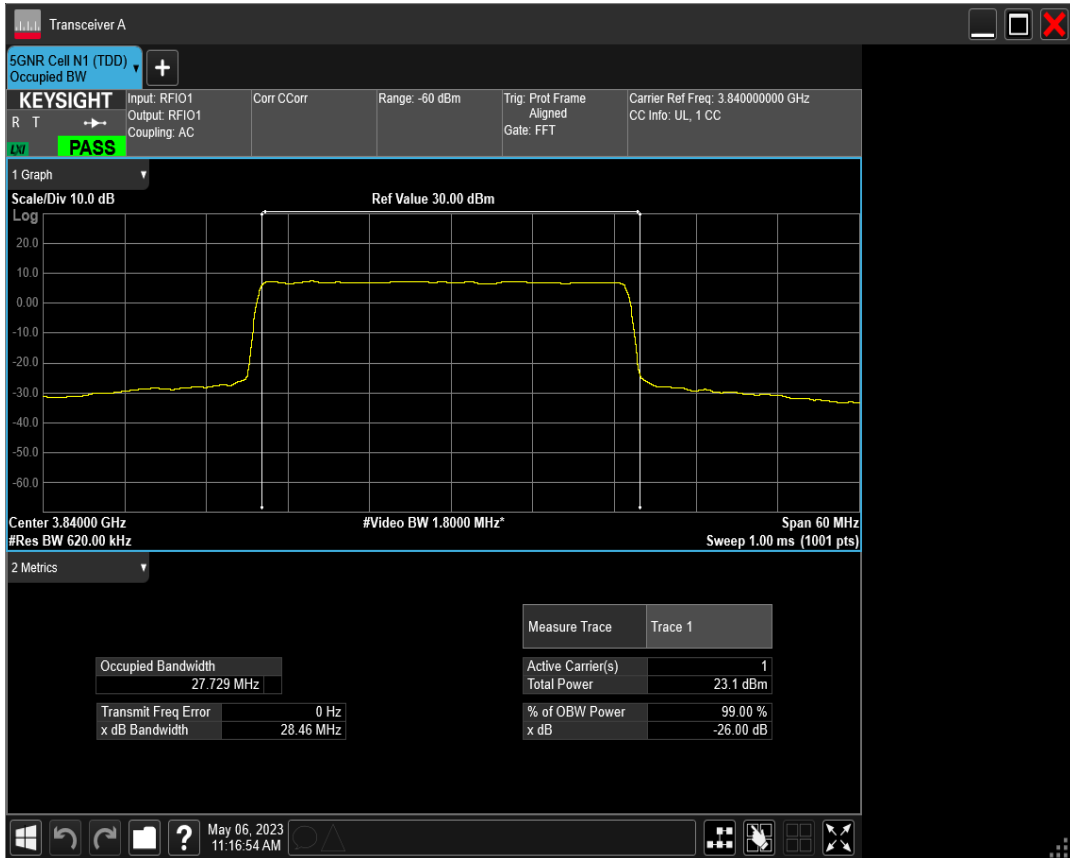 Transceiver A
5GNR Cell N1 (TDD)
Occupied BW
+
KEYSIGHT
R T
LXI
PASS
Input: RFIO1
Output: RFIO1
Coupling: AC
Corr CCorr
Range: -60 dBm
Trig: Prot Frame
Aligned
Gate: FFT
Carrier Ref Freq: 3.840000000 GHz
CC Info: UL, 1 CC
1 Graph
Scale/Div 10.0 dB
Ref Value 30.00 dBm
Log
20.0
10.0
0.00
-10.0
-20.0
-30.0
-40.0
-50.0
-60.0
Center 3.84000 GHz
#Video BW 1.8000 MHz*
Span 60 MHz
#Res BW 620.00 kHz
Sweep 1.00 ms (1001 pts)
2 Metrics
Measure Trace Trace 1
Occupied Bandwidth
27.729 MHz
Active Carrier(s) 1
Total Power 23.1 dBm
Transmit Freq Error 0 Hz
x dB Bandwidth 28.46 MHz
% of OBW Power 99.00 %
x dB -26.00 dB
?
May 06, 2023
11:16:54 AM